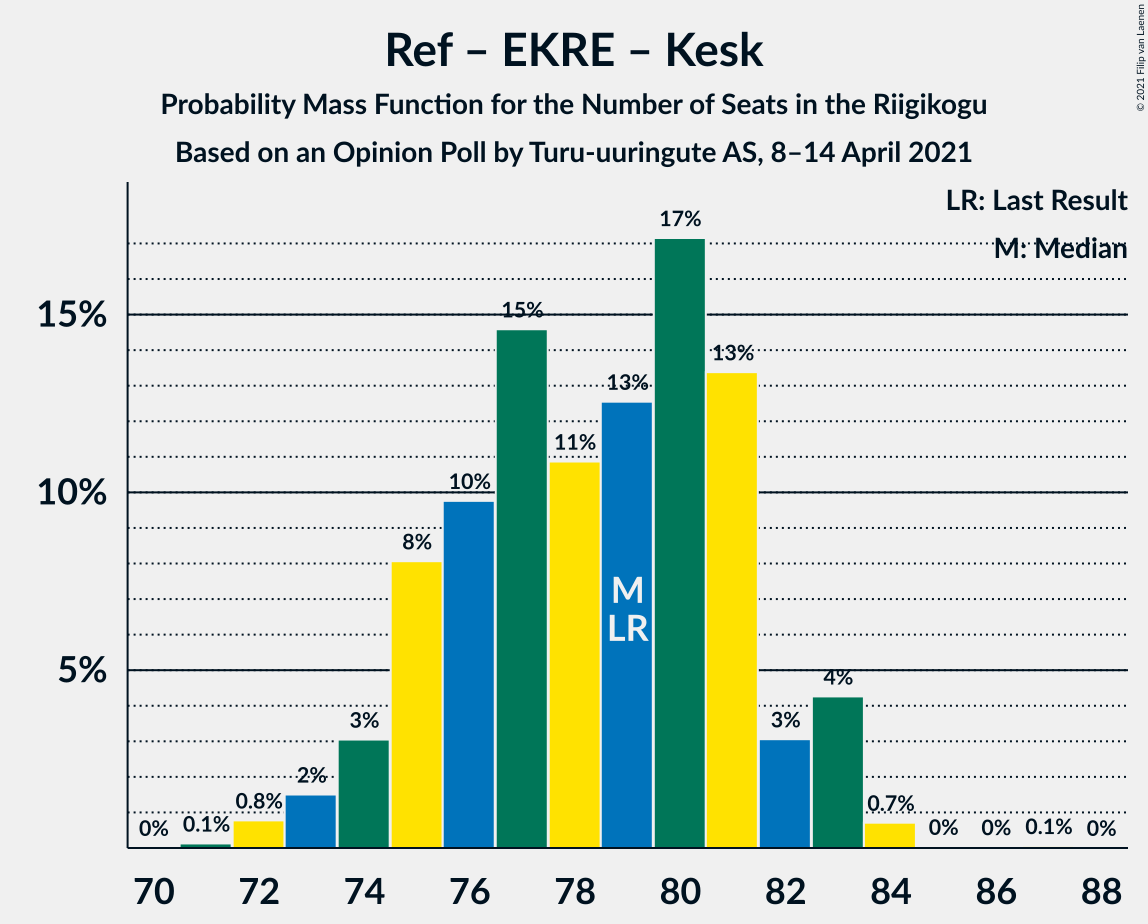 Ref – EKRE – Kesk
Probability Mass Function for the Number of Seats in the Riigikogu
Based on an Opinion Poll by Turu-uuringute AS, 8–14 April 2021
© 2021 Filip van Laenen
LR: Last Result
M: Median
15%
10%
5%
0%
0.1%
0.8%
2%
3%
8%
10%
15%
11%
13%
17%
13%
3%
4%
0.7%
0%
0%
0.1%
0%
M
LR
70 72 74 76 78 80 82 84 86 88